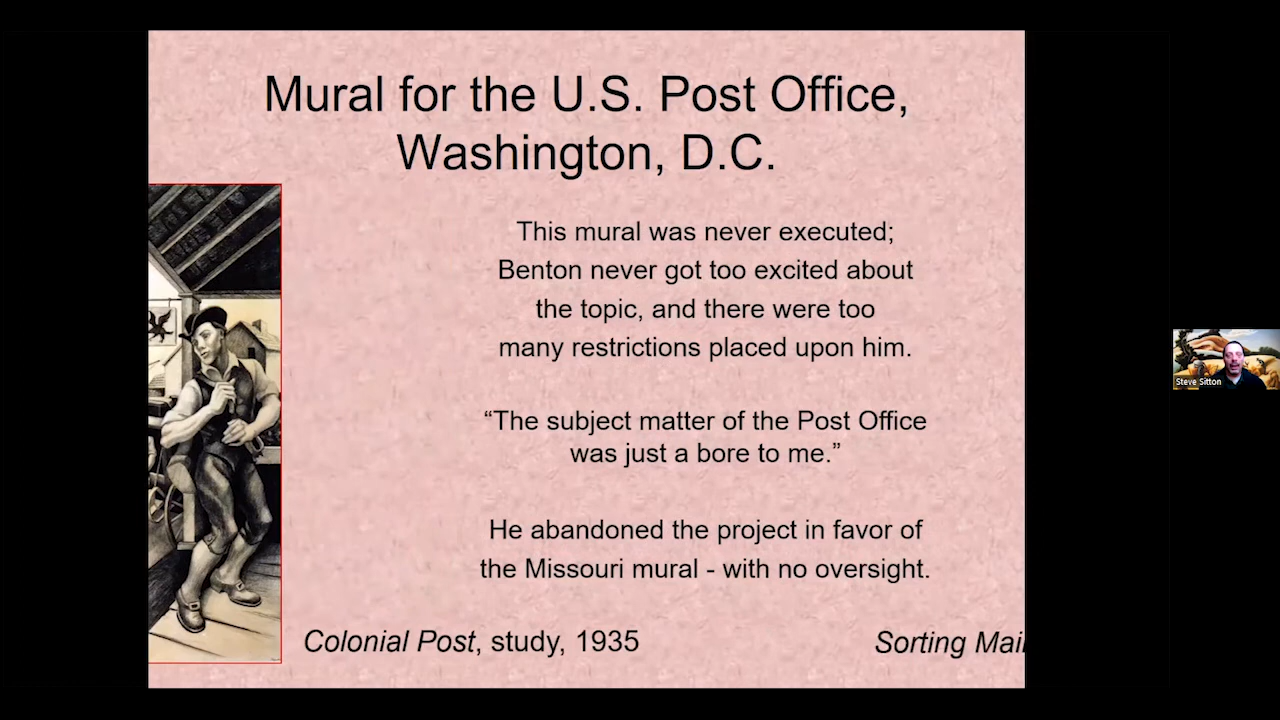 Mural for the U.S. Post Office,
Washington, D.C.
This mural was never executed;
Benton never got too excited about
the topic, and there were too
many restrictions placed upon him.
“The subject matter of the Post Office
was just a bore to me.”
He abandoned the project in favor of
the Missouri mural - with no oversight.
Colonial Post, study, 1935
Sorting Mail
Steve Sitton